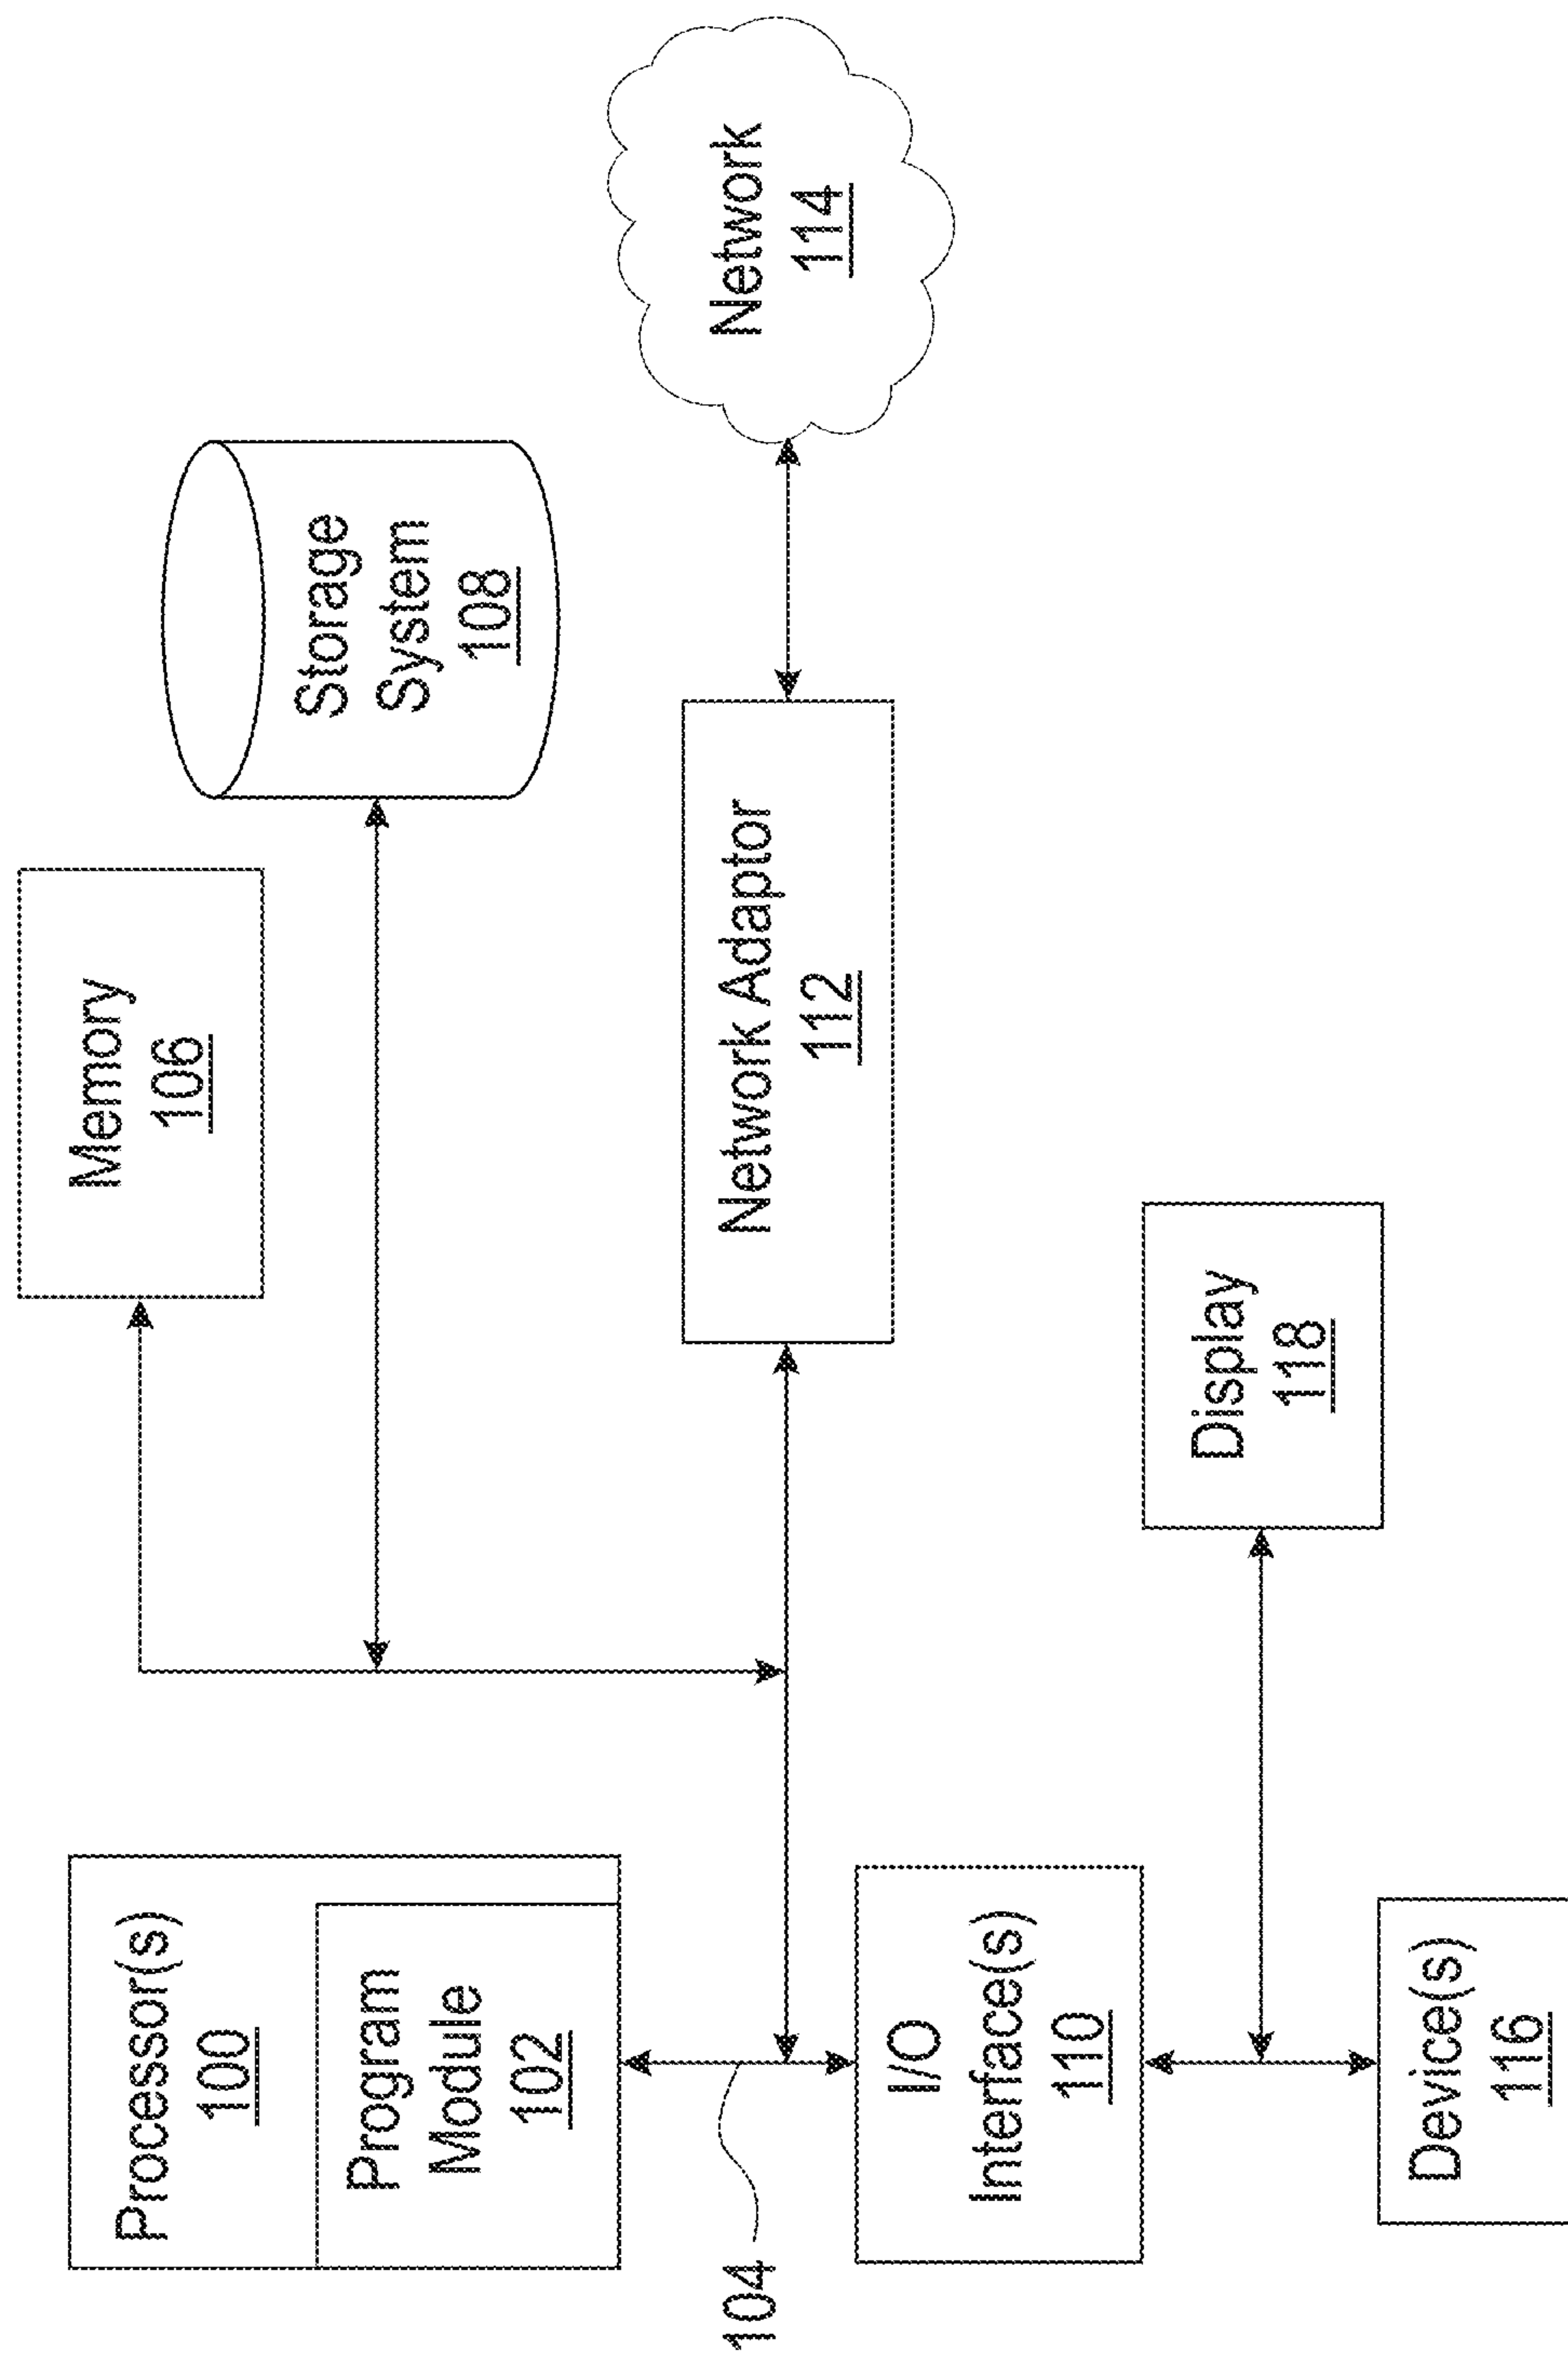 Processor(s)
100
Program
Module
102
104
I/O
Interface(s)
110
Device(s)
116
Display
118
Memory
106
Storage
System
108
Network Adaptor
112
Network
114